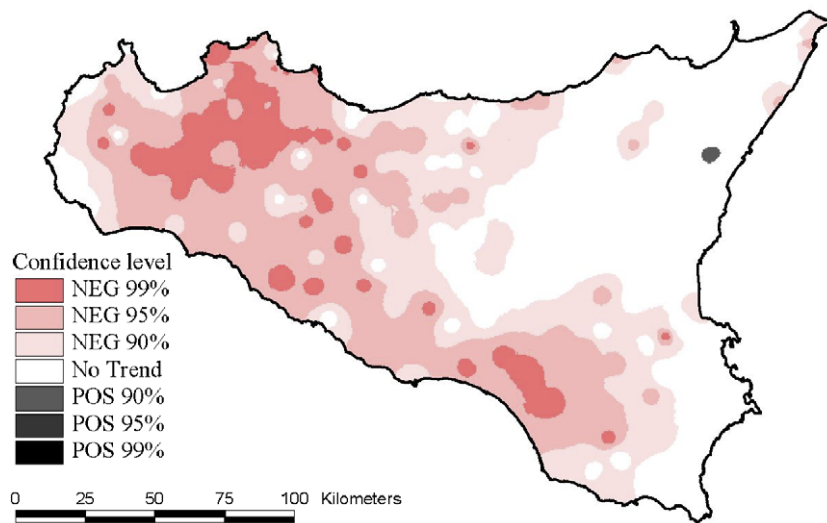 Confidence level
NEG 99%
NEG 95%
NEG 90%
No Trend
POS 90%
POS 95%
POS 99%
0 25 50 75 100 Kilometers